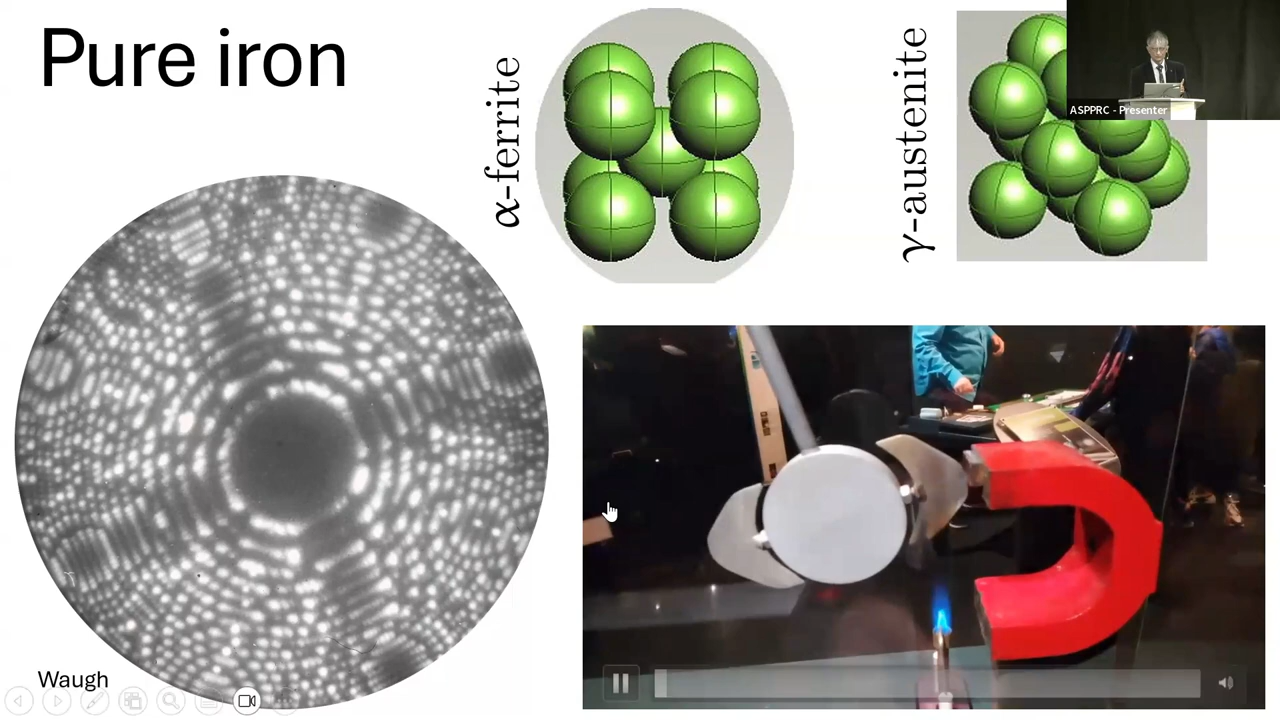 Pure iron
α-ferrite
γ-austenite
ASPPRC - Presenter
Waugh